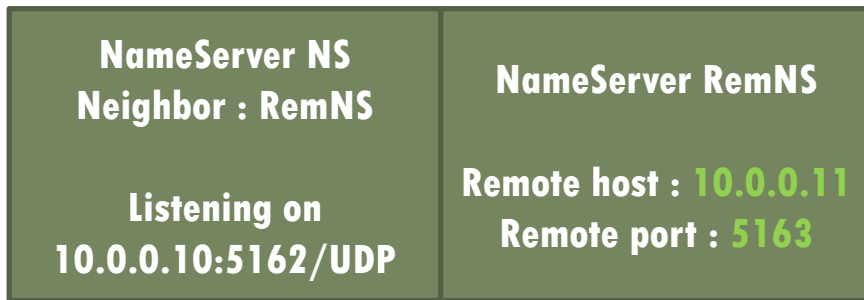 NameServer NS
Neighbor : RemNS
Listening on
10.0.0.10:5162/UDP
NameServer RemNS
Remote host : 10.0.0.11
Remote port : 5163